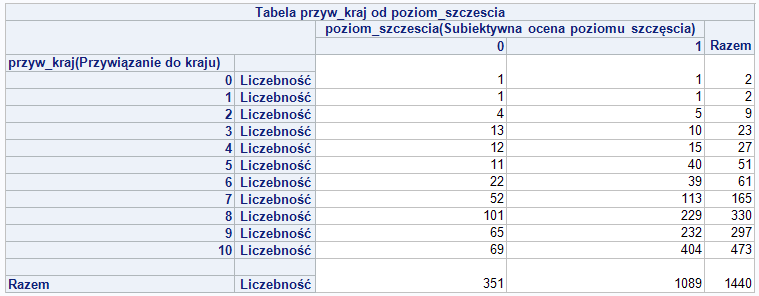 Tabela przyw_kraj od poziom_szczescia
poziom_szczescia(Subiektywna ocena poziomu szczęścia)
0 1 Razem
przyw_kraj(Przywiązanie do kraju)
0 Liczebność 1 1 2
1 Liczebność 1 1 2
2 Liczebność 4 5 9
3 Liczebność 13 10 23
4 Liczebność 12 15 27
5 Liczebność 11 40 51
6 Liczebność 22 39 61
7 Liczebność 52 113 165
8 Liczebność 101 229 330
9 Liczebność 65 232 297
10 Liczebność 69 404 473
Razem Liczebność 351 1089 1440